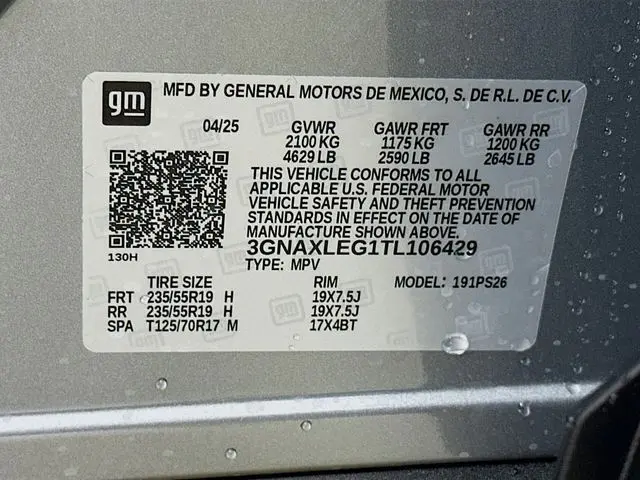 gm
MFD BY GENERAL MOTORS DE MEXICO, S. DE R.L. DE C.V.
04/25 GVWR GAWR FRT GAWR RR
2100 KG 1175 KG 1200 KG
4629 LB 2590 LB 2645 LB
THIS VEHICLE CONFORMS TO ALL
APPLICABLE U.S. FEDERAL MOTOR
VEHICLE SAFETY AND THEFT PREVENTION
STANDARDS IN EFFECT ON THE DATE OF
MANUFACTURE SHOWN ABOVE.
130H
3GNAXLEG1TL106429
TYPE: MPV
TIRE SIZE RIM MODEL: 191PS26
FRT 235/55R19 H 19X7.5J
RR 235/55R19 H 19X7.5J
SPA T125/70R17 M 17X4BT